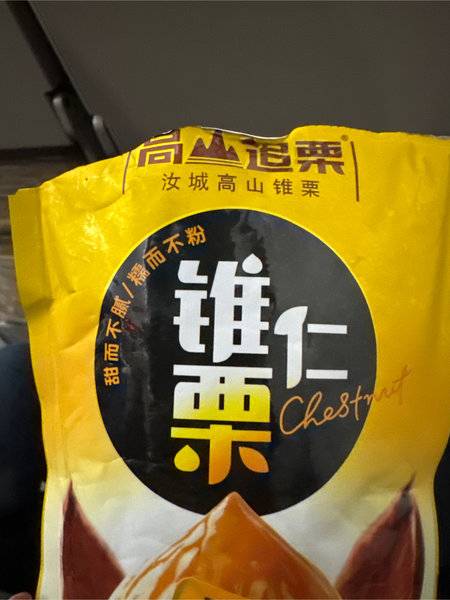 高山追栗
汝城高山锥栗
甜而不腻/糯而不粉
锥栗仁
Chestnut